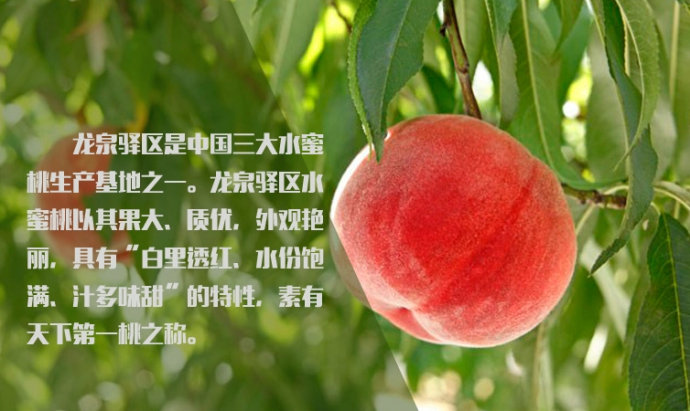 龙泉驿区是中国三大水蜜
桃生产基地之一。龙泉驿区水
蜜桃以其果大、质优，外观艳
丽，具有“白里透红、水份饱
满、汁多味甜”的特性，素有
天下第一桃之称。